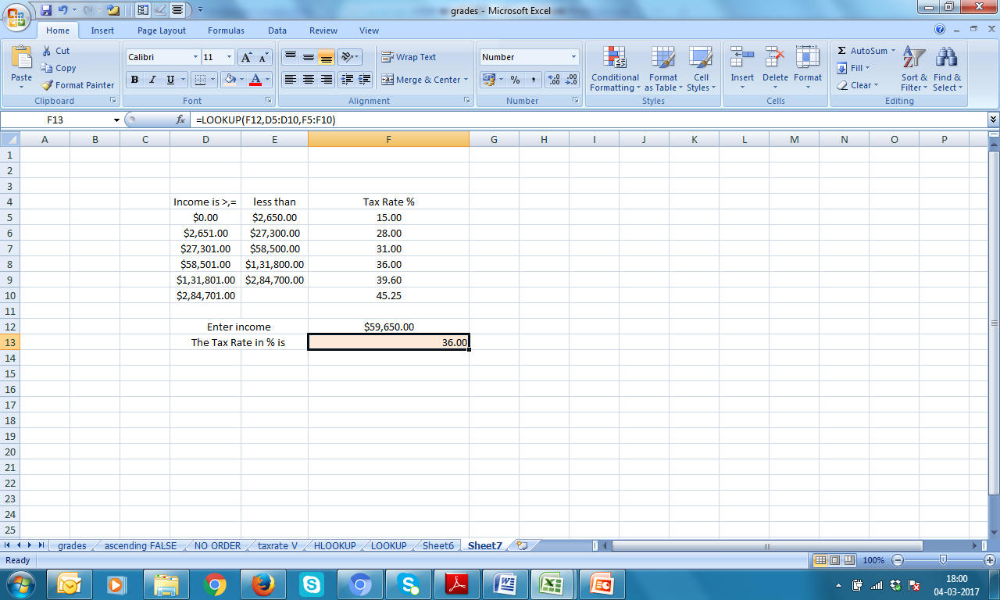 grades - Microsoft Excel
Home Insert Page Layout Formulas Data Review View
Paste
Cut
Copy
Format Painter
Clipboard
Calibri 11 A A
B I U A
Font
Wrap Text
Merge & Center
Alignment
Number
% , .0 .00 .00 .0
Number
Conditional Formatting
Format as Table
Cell Styles
Styles
Insert Delete Format
Cells
Σ AutoSum
Fill
Clear
Sort & Filter
Find & Select
Editing
F13 fx =LOOKUP(F12,D5:D10,F5:F10)
A B C D E F G H I J K L M N O P
1
2
3
4 Income is >,= less than Tax Rate %
5 $0.00 $2,650.00 15.00
6 $2,651.00 $27,300.00 28.00
7 $27,301.00 $58,500.00 31.00
8 $58,501.00 $1,31,800.00 36.00
9 $1,31,801.00 $2,84,700.00 39.60
10 $2,84,701.00 45.25
11
12 Enter income $59,650.00
13 The Tax Rate in % is 36.00
14
15
16
17
18
19
20
21
22
23
24
25
grades ascending FALSE NO ORDER taxrate V HLOOKUP LOOKUP Sheet6 Sheet7
Ready 100%
18:00
04-03-2017